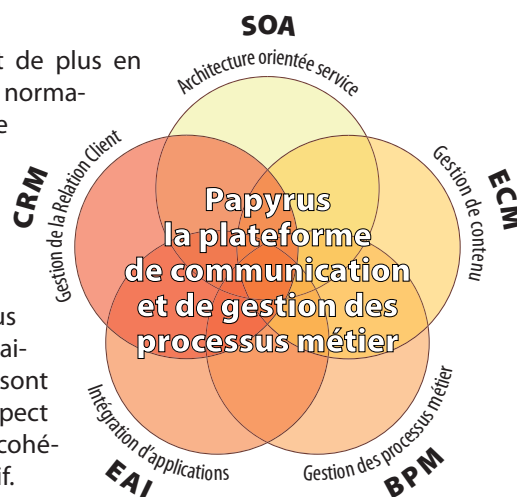 SOA
Architecture orientée service
t de plus en
norma-
e
CRM
Gestion de la Relation Client
ECM
Gestion de contenu
Papyrus
la plateforme
de communication
et de gestion des
processus métier
us
ai-
sont
pect
cohé-
if.
EAI
Intégration d'applications
BPM
Gestion des processus métier